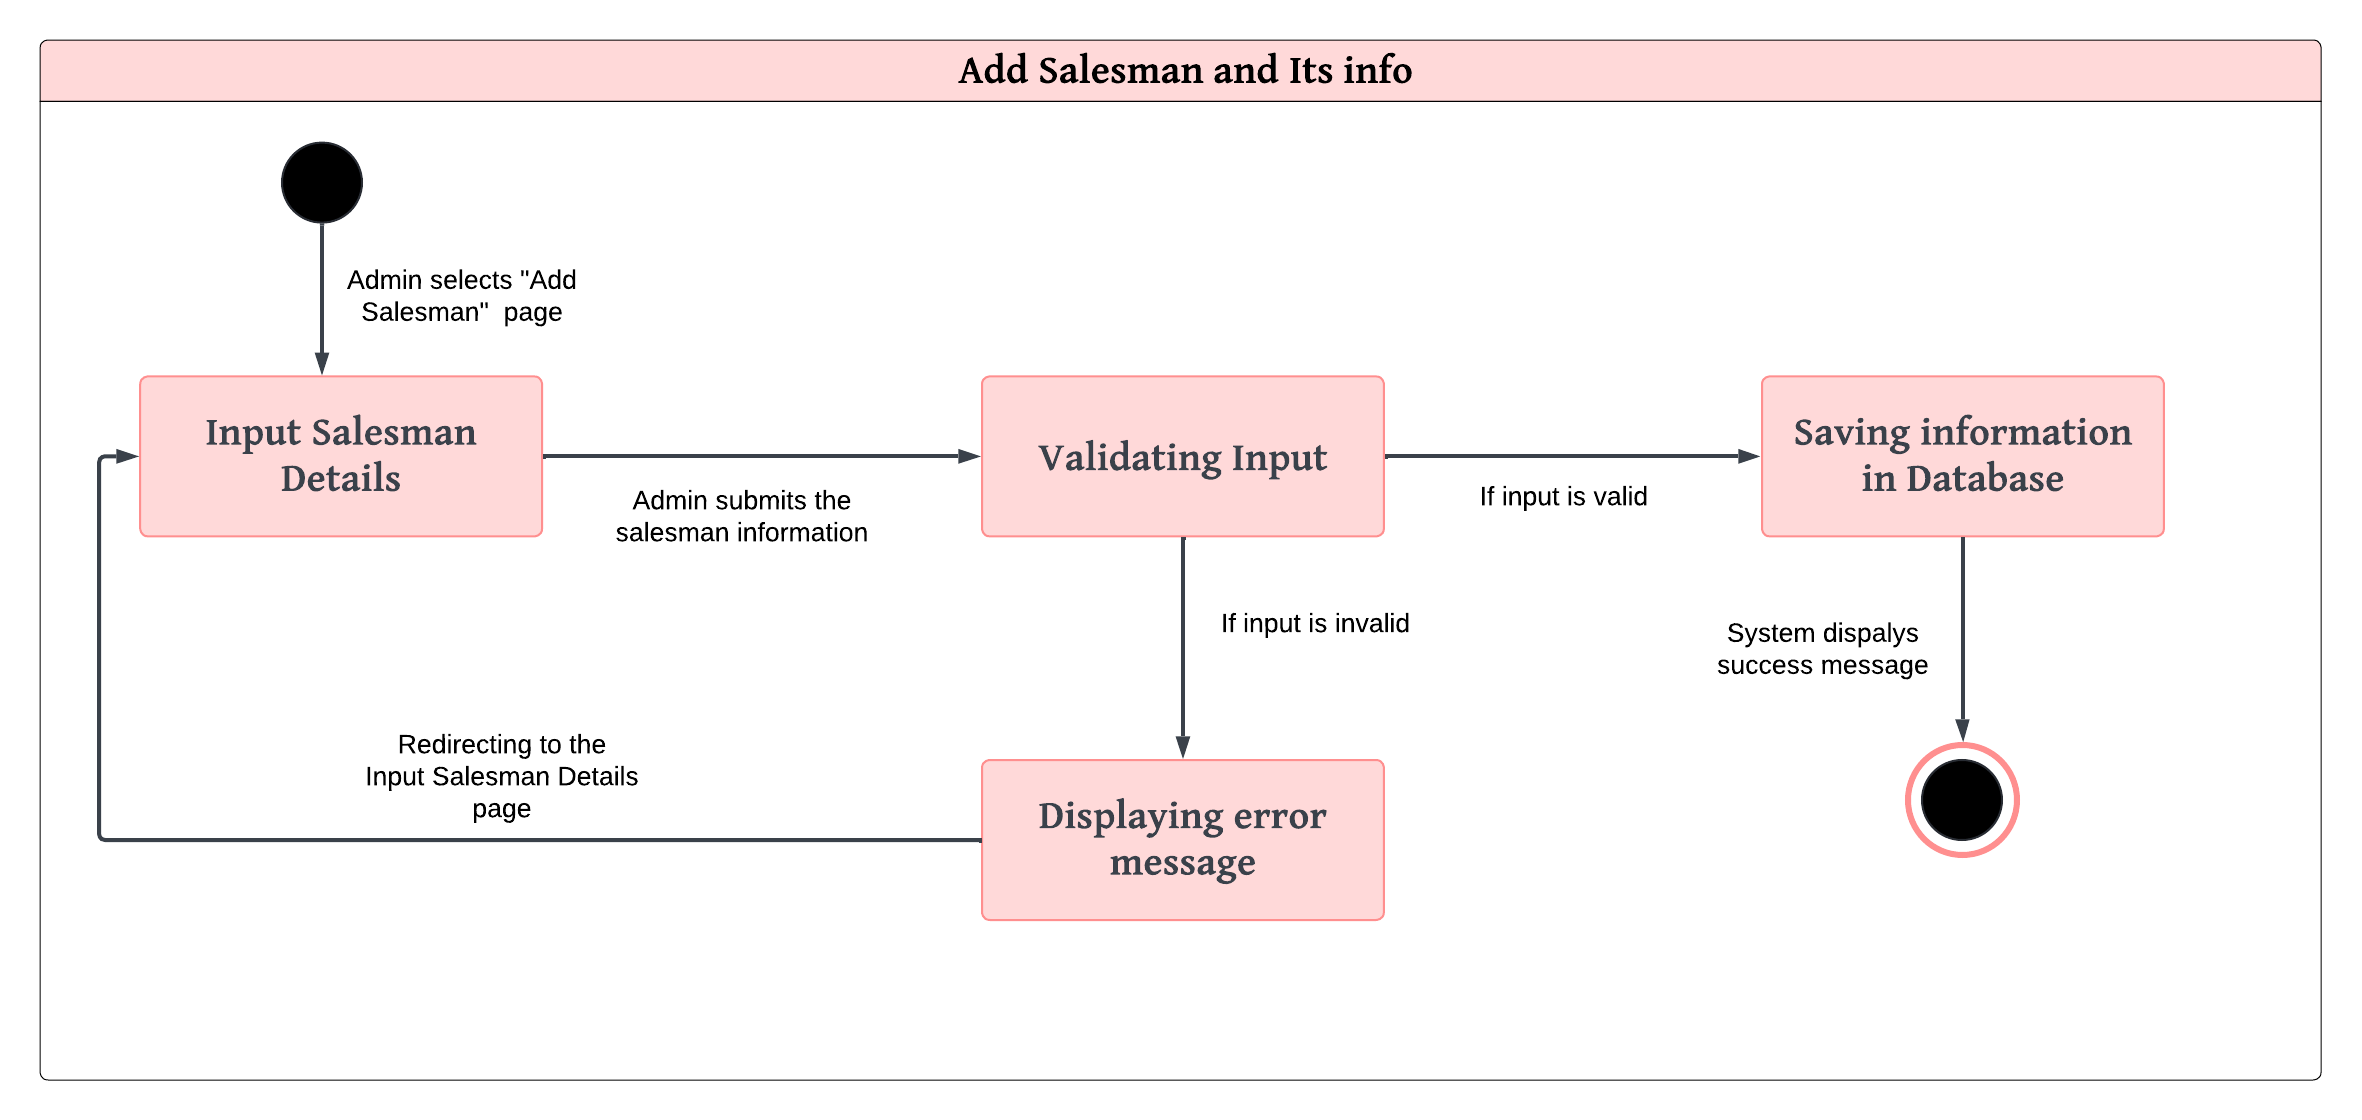 Add Salesman and Its info
Admin selects "Add
Salesman"  page
Input Salesman
Details
Admin submits the
salesman information
Validating Input
If input is valid
Saving information
in Database
If input is invalid
System dispalys
success message
Redirecting to the
Input Salesman Details
page
Displaying error
message